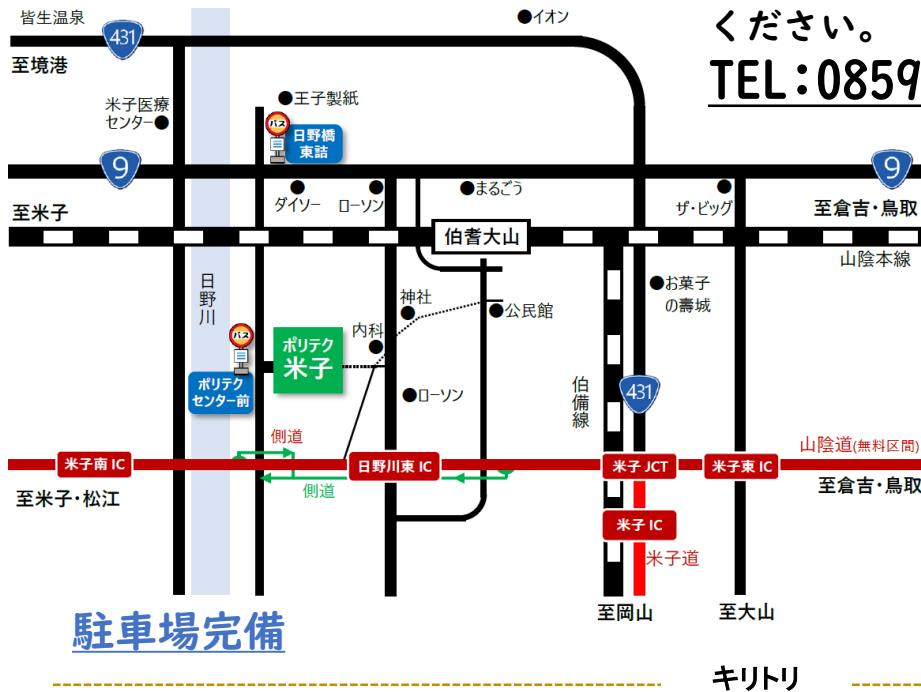 皆生温泉
●イオン
ください。
431
至境港
TEL:0859
米子医療
センター●
●王子製紙
バス
日野橋
東詰
9
9
ダイソー
ローソン
●まるごう
ザ・ビッグ
至米子
至倉吉・鳥取
伯耆大山
山陰本線
日野川
●お菓子
の壽城
神社
●公民館
バス
内科
ポリテク
米子
ポリテク
センター前
●ローソン
伯備線
431
側道
山陰道(無料区間)
米子南 IC
日野川東 IC
米子 JCT
米子東 IC
至米子・松江
側道
至倉吉・鳥取
米子 IC
米子道
至岡山
至大山
駐車場完備
キリトリ